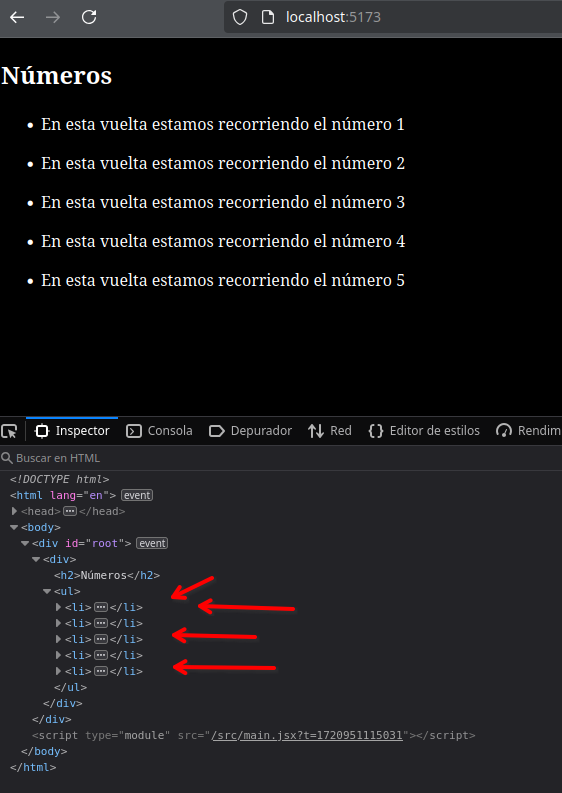 localhost:5173
Números
• En esta vuelta estamos recorriendo el número 1
• En esta vuelta estamos recorriendo el número 2
• En esta vuelta estamos recorriendo el número 3
• En esta vuelta estamos recorriendo el número 4
• En esta vuelta estamos recorriendo el número 5
Inspector Consola Depurador Red {} Editor de estilos Rendim
Buscar en HTML
<!DOCTYPE html>
<html lang="en"> event
<head> ··· </head>
<body>
<div id="root"> event
<div>
<h2>Números</h2>
<ul>
<li> ··· </li>
<li> ··· </li>
<li> ··· </li>
<li> ··· </li>
<li> ··· </li>
</ul>
</div>
</div>
<script type="module" src="/src/main.jsx?t=1720951115031"></script>
</body>
</html>